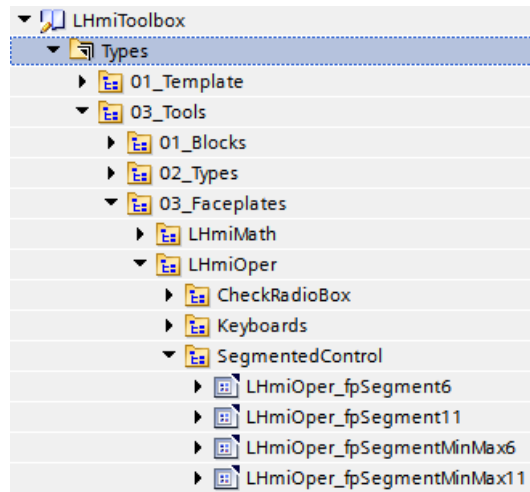 LHmiToolbox
Types
01_Template
03_Tools
01_Blocks
02_Types
03_Faceplates
LHmiMath
LHmiOper
CheckRadioBox
Keyboards
SegmentedControl
LHmiOper_fpSegment6
LHmiOper_fpSegment11
LHmiOper_fpSegmentMinMax6
LHmiOper_fpSegmentMinMax11